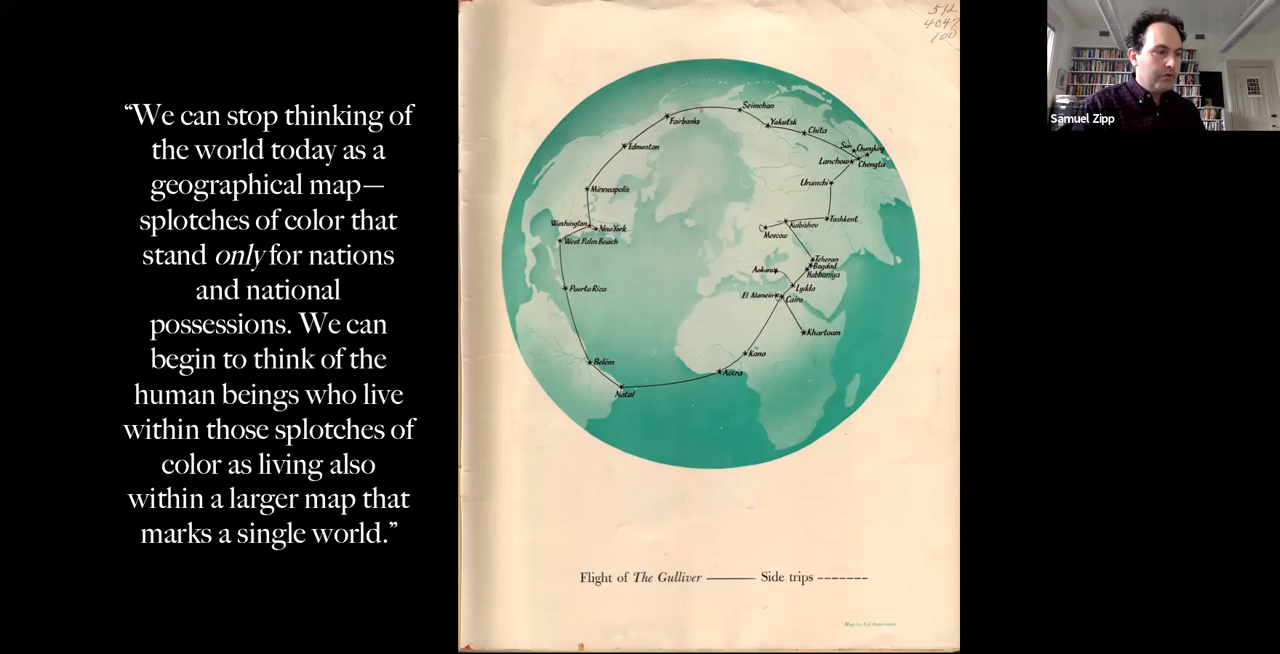 “We can stop thinking of
the world today as a
geographical map—
splotches of color that
stand only for nations
and national
possessions. We can
begin to think of the
human beings who live
within those splotches of
color as living also
within a larger map that
marks a single world.”
Seimchan
Fairbanks
Yakutsk
Chita
Edmonton
Sian
Chungking
Lanchow
Chengtu
Urumchi
Minneapolis
Tashkent
Washington
New York
Kuibishev
Moscow
West Palm Beach
Teheran
Bagdad
Ankara
Habbaniya
Puerto Rico
Lydda
El Alamein
Cairo
Khartoum
Kano
Belém
Accra
Natal
Flight of The Gulliver
Side trips
Samuel Zipp